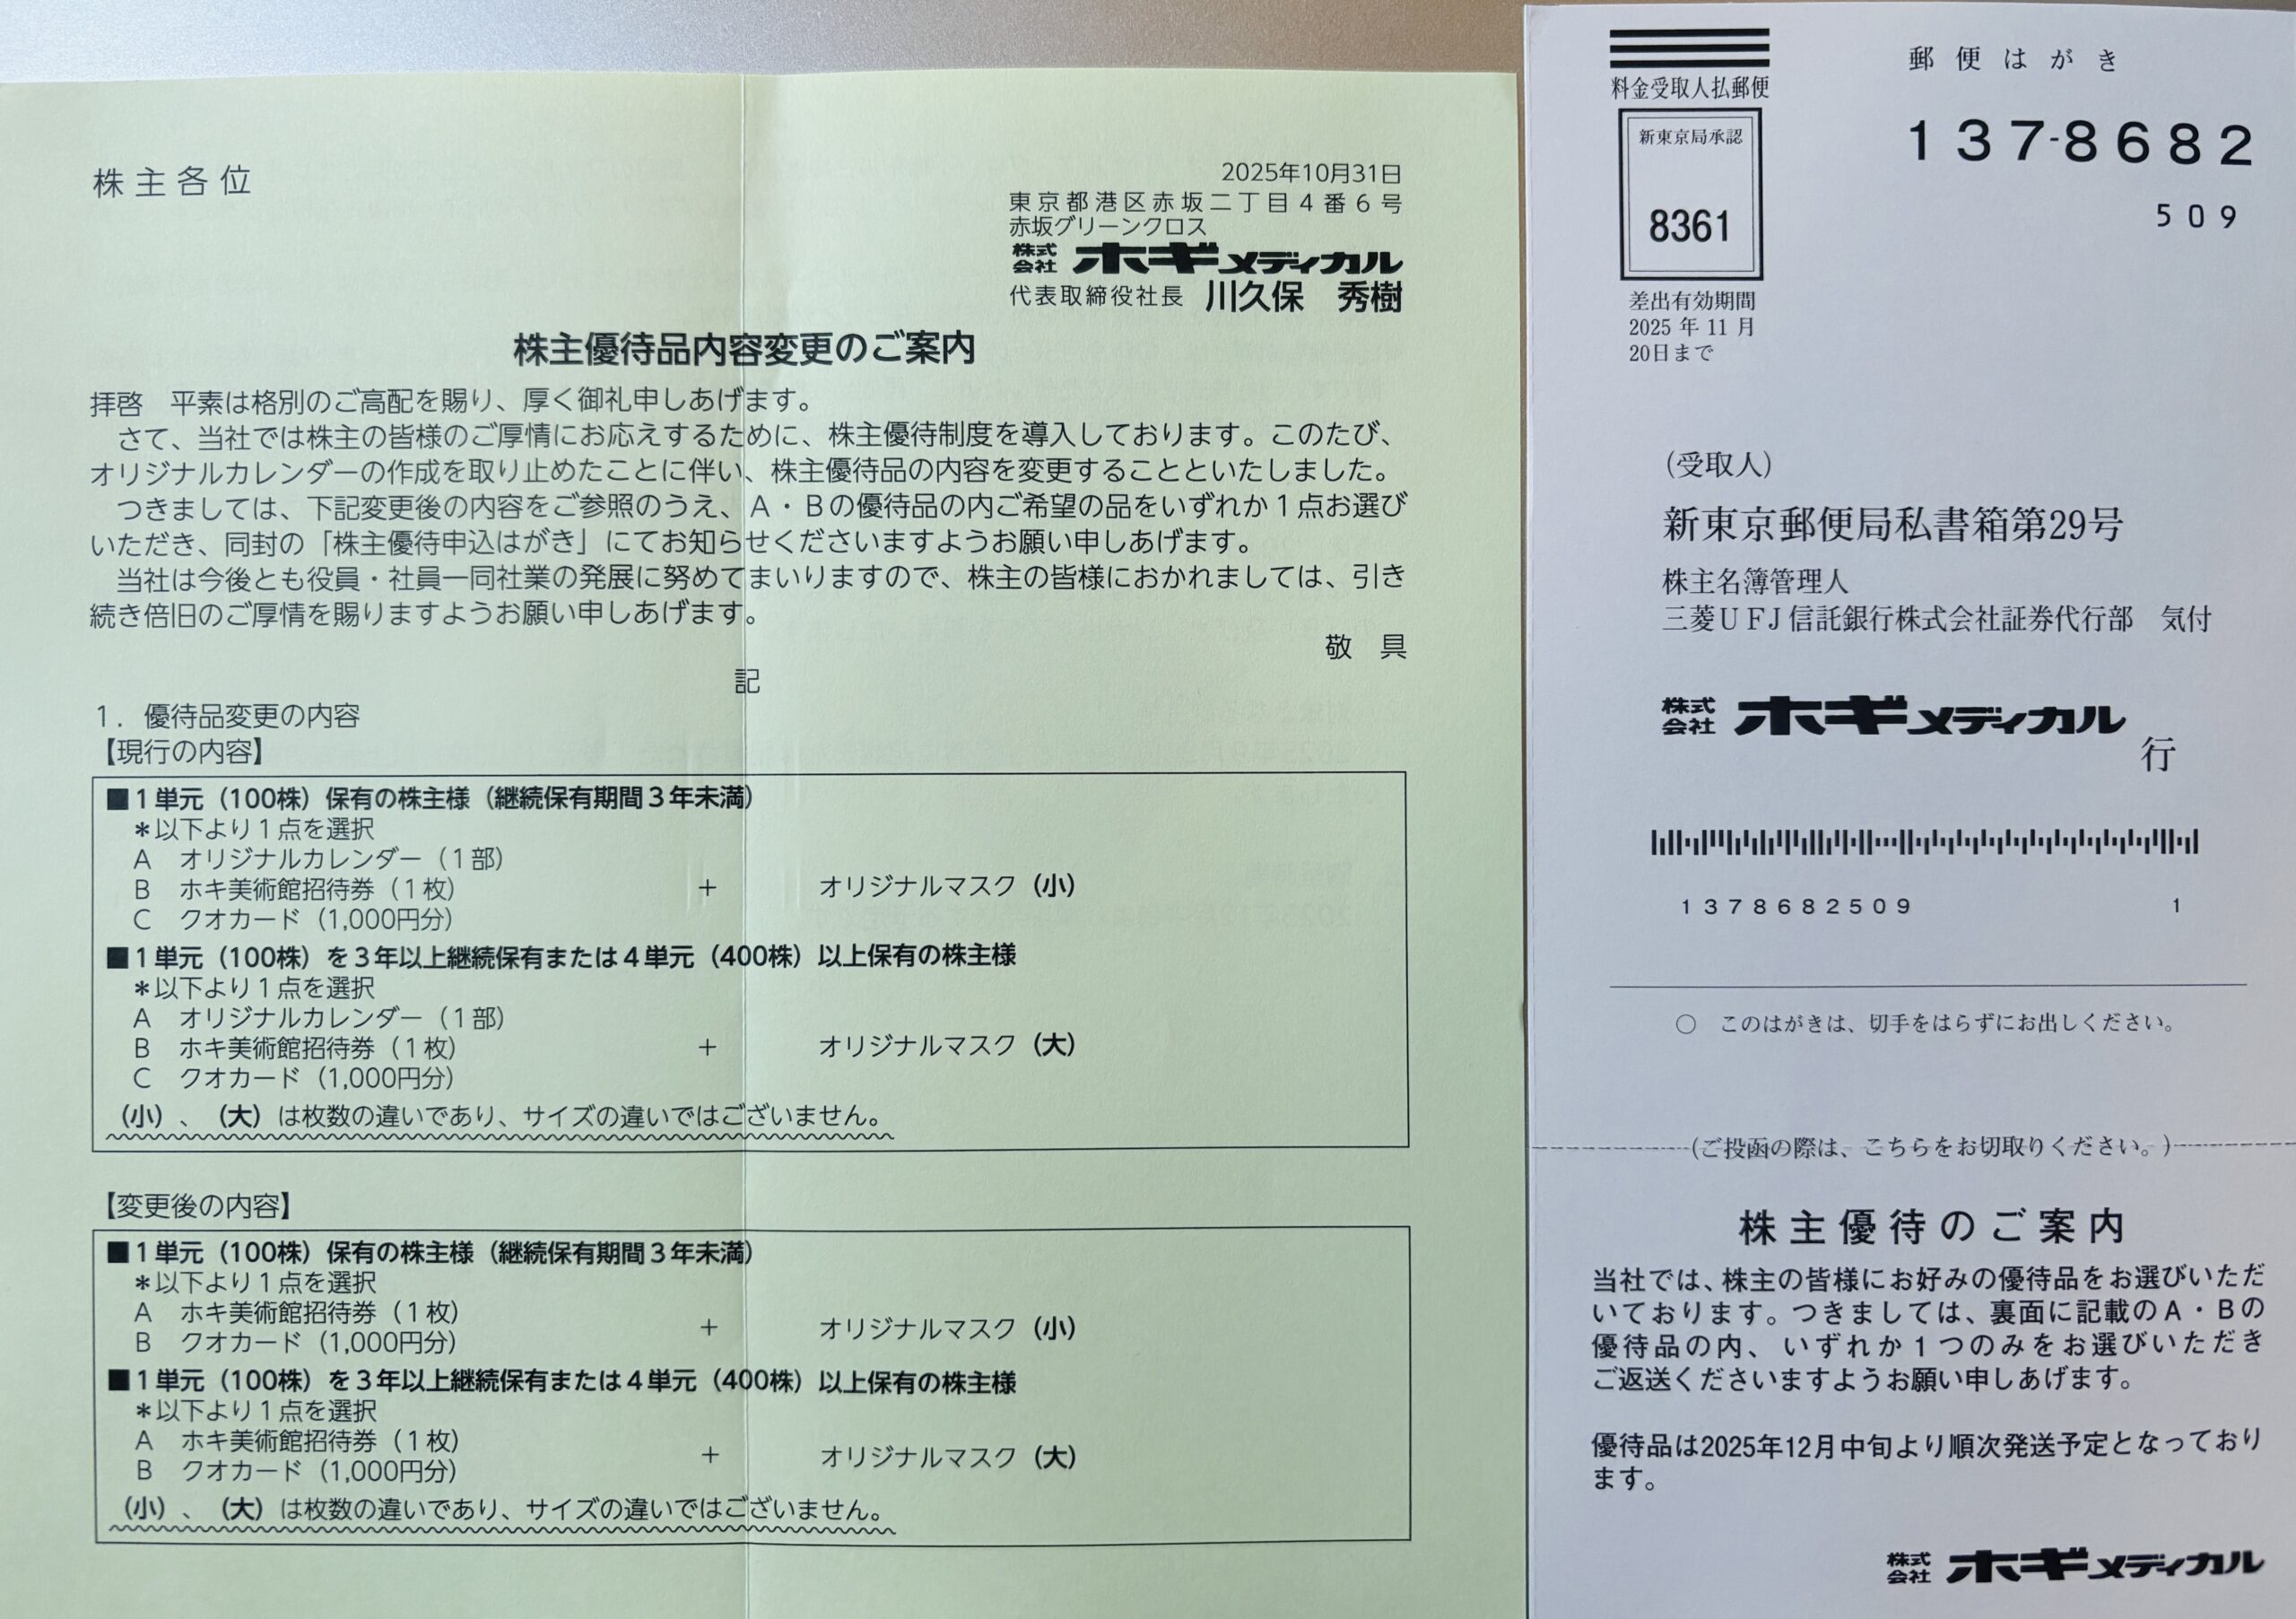 株主各位
2025年10月31日
東京都港区赤坂二丁目4番6号
赤坂グリーンクロス
株式会社 ホギメディカル
代表取締役社長 川久保 秀樹
株主優待品内容変更のご案内
拝啓 平素は格別のご高配を賜り、厚く御礼申しあげます。
さて、当社では株主の皆様のご厚情にお応えするために、株主優待制度を導入しております。このたび、
オリジナルカレンダーの作成を取り止めたことに伴い、株主優待品の内容を変更することといたしました。
つきましては、下記変更後の内容をご参照のうえ、A・Bの優待品の内ご希望の品をいずれか1点お選び
いただき、同封の「株主優待申込はがき」にてお知らせくださいますようお願い申しあげます。
当社は今後とも役員・社員一同社業の発展に努めてまいりますので、株主の皆様におかれましては、引き
続き倍旧のご厚情を賜りますようお願い申しあげます。
敬 具
記
1．優待品変更の内容
【現行の内容】
■1単元（100株）保有の株主様（継続保有期間3年未満）
＊以下より1点を選択
A オリジナルカレンダー（1部）
B ホキ美術館招待券（1枚） ＋ オリジナルマスク（小）
C クオカード（1,000円分）
■1単元（100株）を3年以上継続保有または4単元（400株）以上保有の株主様
＊以下より1点を選択
A オリジナルカレンダー（1部）
B ホキ美術館招待券（1枚） ＋ オリジナルマスク（大）
C クオカード（1,000円分）
（小）、（大）は枚数の違いであり、サイズの違いではございません。
【変更後の内容】
■1単元（100株）保有の株主様（継続保有期間3年未満）
＊以下より1点を選択
A ホキ美術館招待券（1枚）
＋ オリジナルマスク（小）
B クオカード（1,000円分）
■1単元（100株）を3年以上継続保有または4単元（400株）以上保有の株主様
＊以下より1点を選択
A ホキ美術館招待券（1枚）
＋ オリジナルマスク（大）
B クオカード（1,000円分）
（小）、（大）は枚数の違いであり、サイズの違いではございません。
料金受取人払郵便
新東京局承認
8361
差出有効期間
2025年11月
20日まで
郵便はがき
137-8682
509
（受取人）
新東京郵便局私書箱第29号
株主名簿管理人
三菱UFJ信託銀行株式会社証券代行部 気付
株式会社 ホギメディカル 行
1378682509 1
○ このはがきは、切手をはらずにお出しください。
（ご投函の際は、こちらをお切取りください。）
株主優待のご案内
当社では、株主の皆様にお好みの優待品をお選びいただ
いております。つきましては、裏面に記載のA・Bの
優待品の内、いずれか1つのみをお選びいただき
ご返送くださいますようお願い申しあげます。
優待品は2025年12月中旬より順次発送予定となっており
ます。
株式会社 ホギメディカル